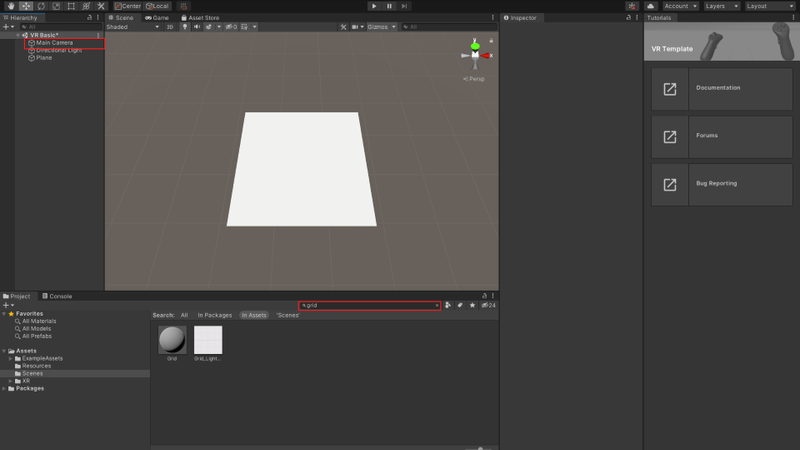 Center Local Account Layers Layout
Hierarchy Scene Game Asset Store Inspector Tutorials
All Shaded 2D 0 Gizmos All
VR Basic*
Main Camera
Directional Light
Plane
y
x
Persp
VR Template
Documentation
Forums
Bug Reporting
Project Console
grid 24
Favorites
All Materials
All Models
All Prefabs
Search: All In Packages In Assets 'Scenes'
Assets
ExampleAssets
Resources
Scenes
XR
Packages
Grid Grid_Light...